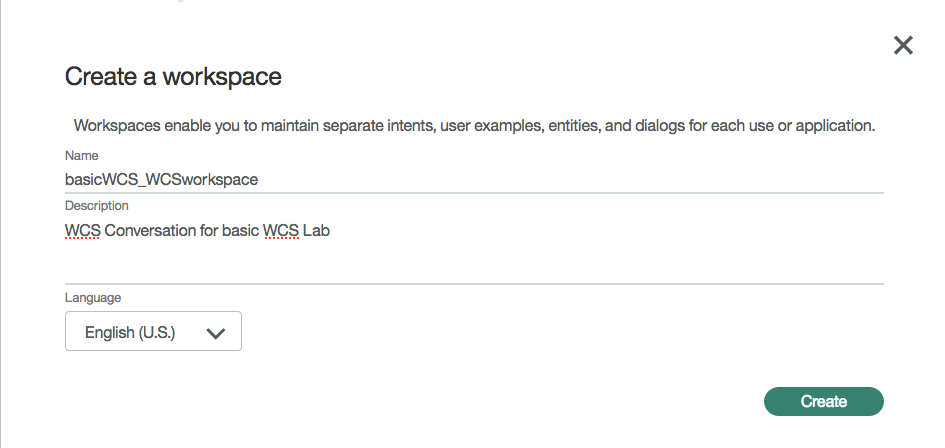 Create a workspace
Workspaces enable you to maintain separate intents, user examples, entities, and dialogs for each use or application.
Name
basicWCS_WCSworkspace
Description
WCS Conversation for basic WCS Lab
Language
English (U.S.)
Create